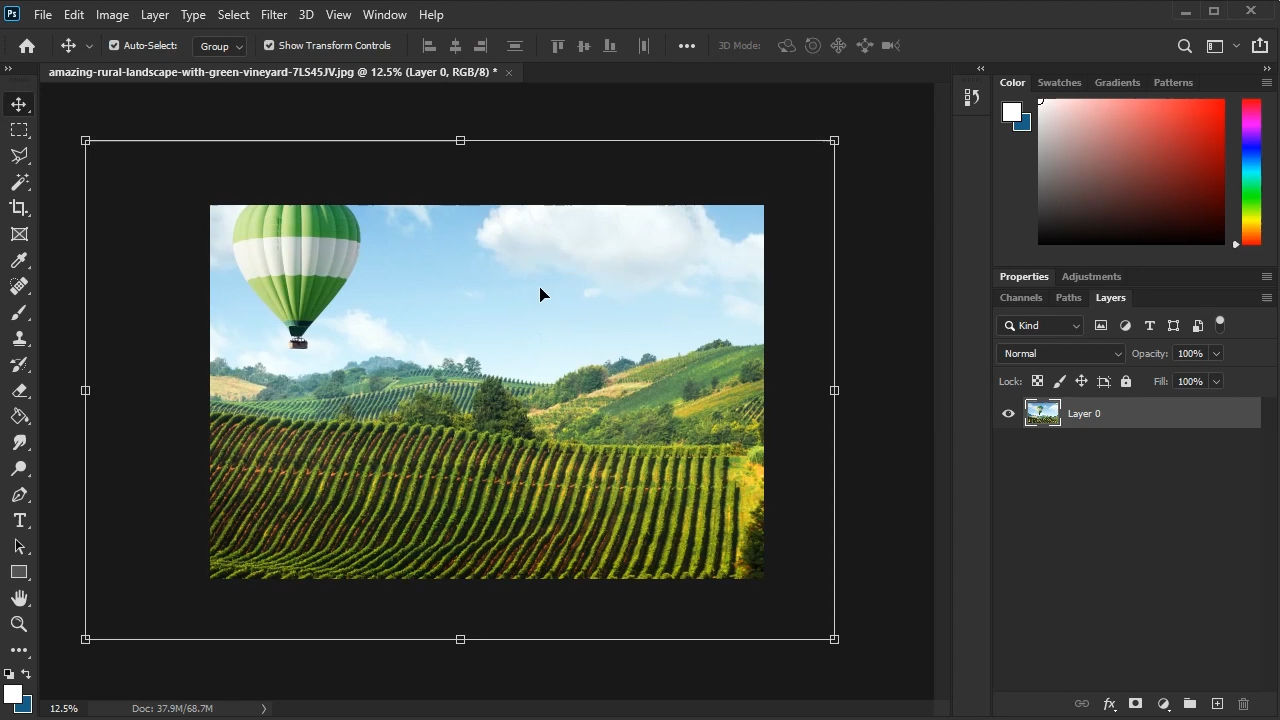 Ps File Edit Image Layer Type Select Filter 3D View Window Help
Auto-Select: Group Show Transform Controls 3D Mode:
amazing-rural-landscape-with-green-vineyard-7LS45JV.jpg @ 12.5% (Layer 0, RGB/8) *
Color Swatches Gradients Patterns
Properties Adjustments
Channels Paths Layers
Kind
Normal Opacity: 100%
Lock: Fill: 100%
Layer 0
12.5% Doc: 37.9M/68.7M